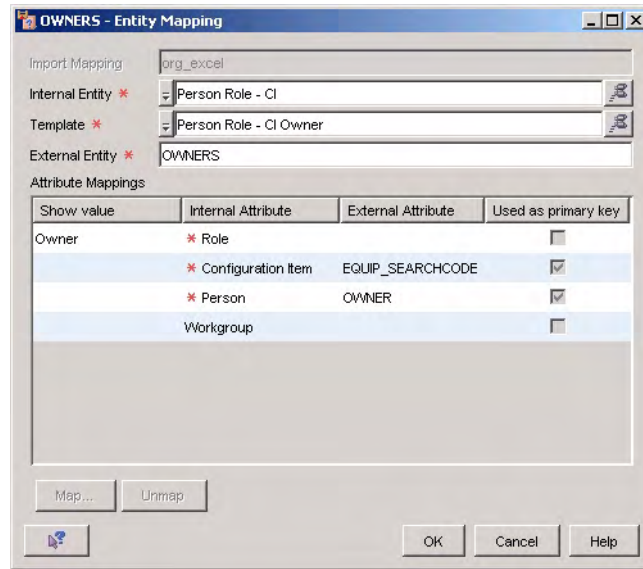 OWNERS - Entity Mapping
Import Mapping org_excel
Internal Entity * Person Role - CI
Template * Person Role - CI Owner
External Entity * OWNERS
Attribute Mappings
Show value Internal Attribute External Attribute Used as primary key
Owner * Role
* Configuration Item EQUIP_SEARCHCODE
* Person OWNER
Workgroup
Map... Unmap
OK Cancel Help